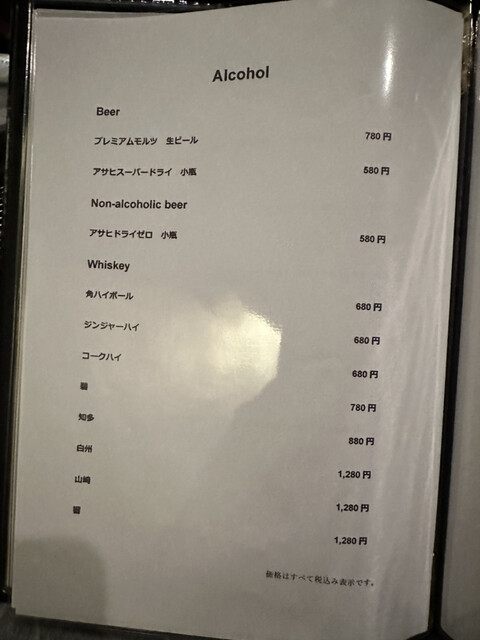 Alcohol
Beer
プレミアムモルツ 生ビール 780円
アサヒスーパードライ 小瓶 580円
Non-alcoholic beer
アサヒドライゼロ 小瓶 580円
Whiskey
角ハイボール 680円
ジンジャーハイ 680円
コークハイ 680円
碧 780円
知多 880円
白州 1,280円
山崎 1,280円
響 1,280円
価格はすべて税込み表示です。